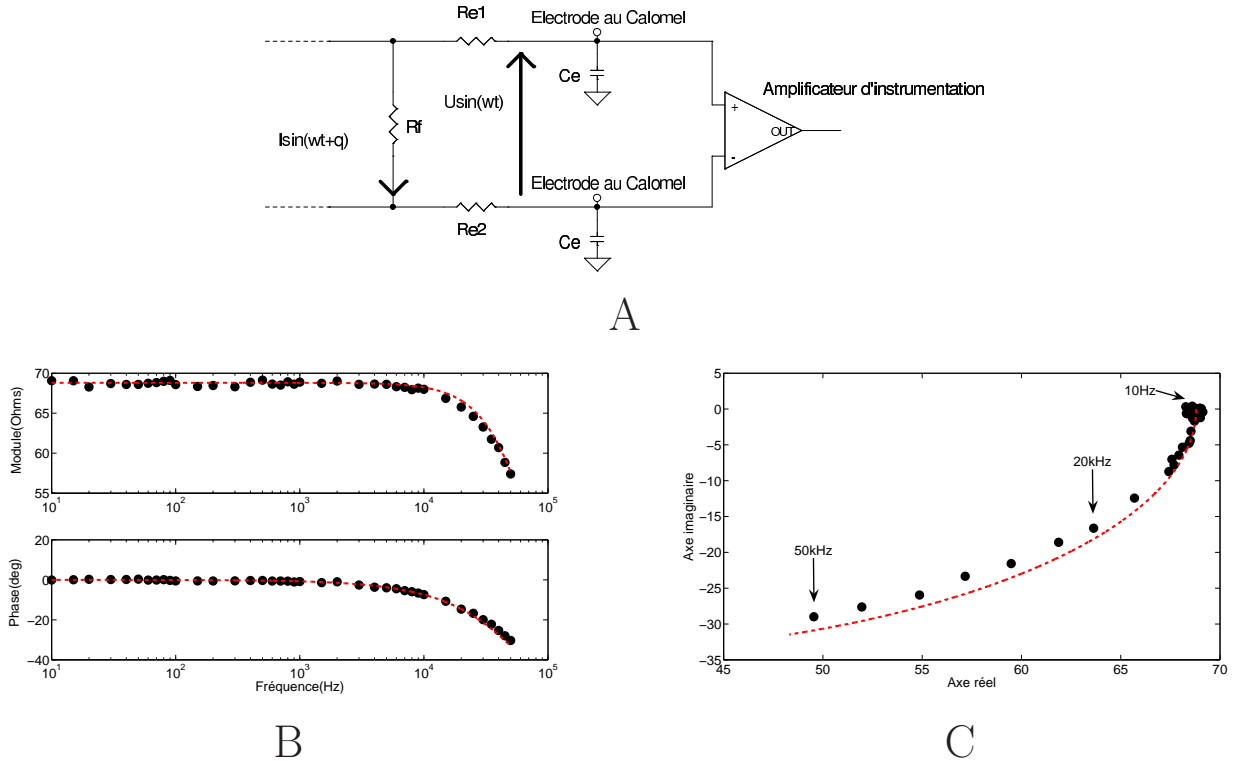 Re1
Electrode au Calomel
Ce
Usin(wt)
Amplificateur d'instrumentation
+
OUT
-
Isin(wt+q)
Rf
Electrode au Calomel
Re2
Ce
A
70
65
60
55
Module(Ohms)
10^1 10^2 10^3 10^4 10^5
20
0
−20
−40
Phase(deg)
10^1 10^2 10^3 10^4 10^5
Fréquence(Hz)
B
5
0
−5
−10
−15
−20
−25
−30
−35
Axe imaginaire
10Hz
20kHz
50kHz
45 50 55 60 65 70
Axe réel
C